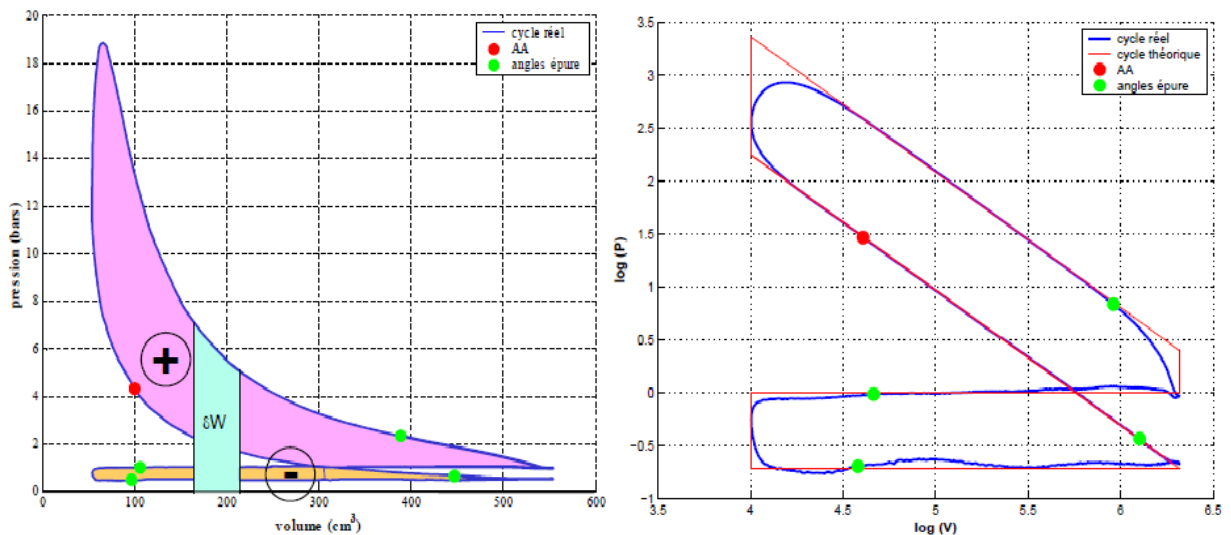 20
18
16
14
12
10
8
6
4
2
0
pression (bars)
cycle réel
AA
angles épure
+
δW
-
0 100 200 300 400 500 600
volume (cm³)
3.5
3
2.5
2
1.5
1
0.5
0
−0.5
−1
log (P)
cycle réel
cycle théorique
AA
angles épure
3.5 4 4.5 5 5.5 6 6.5
log (V)